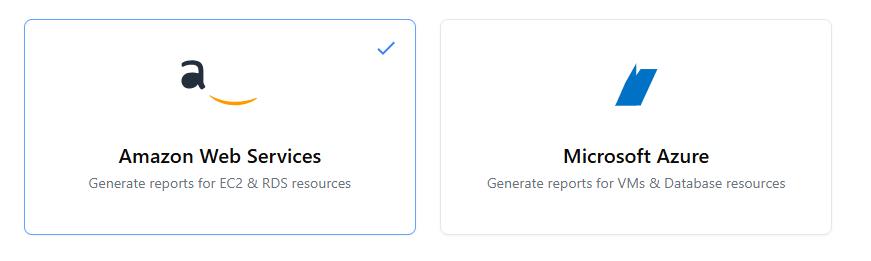 a
Amazon Web Services
Generate reports for EC2 & RDS resources
Microsoft Azure
Generate reports for VMs & Database resources